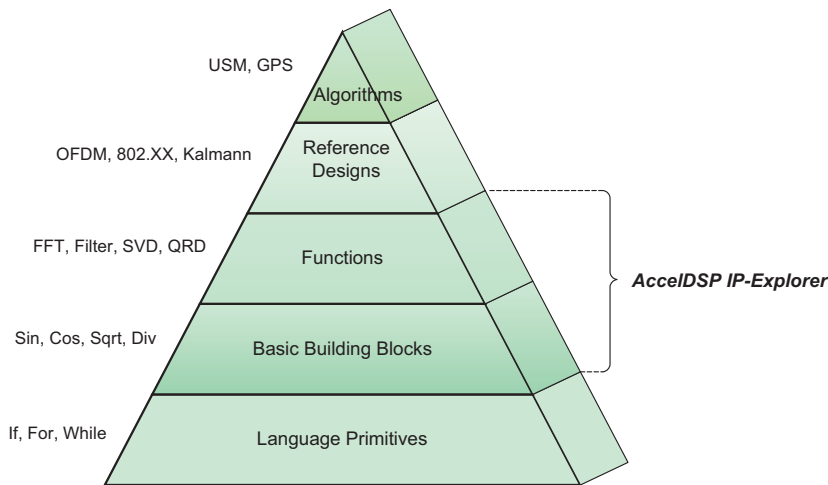 USM, GPS
Algorithms
OFDM, 802.XX, Kalmann
Reference
Designs
FFT, Filter, SVD, QRD
Functions
AccelDSP IP-Explorer
Sin, Cos, Sqrt, Div
Basic Building Blocks
If, For, While
Language Primitives